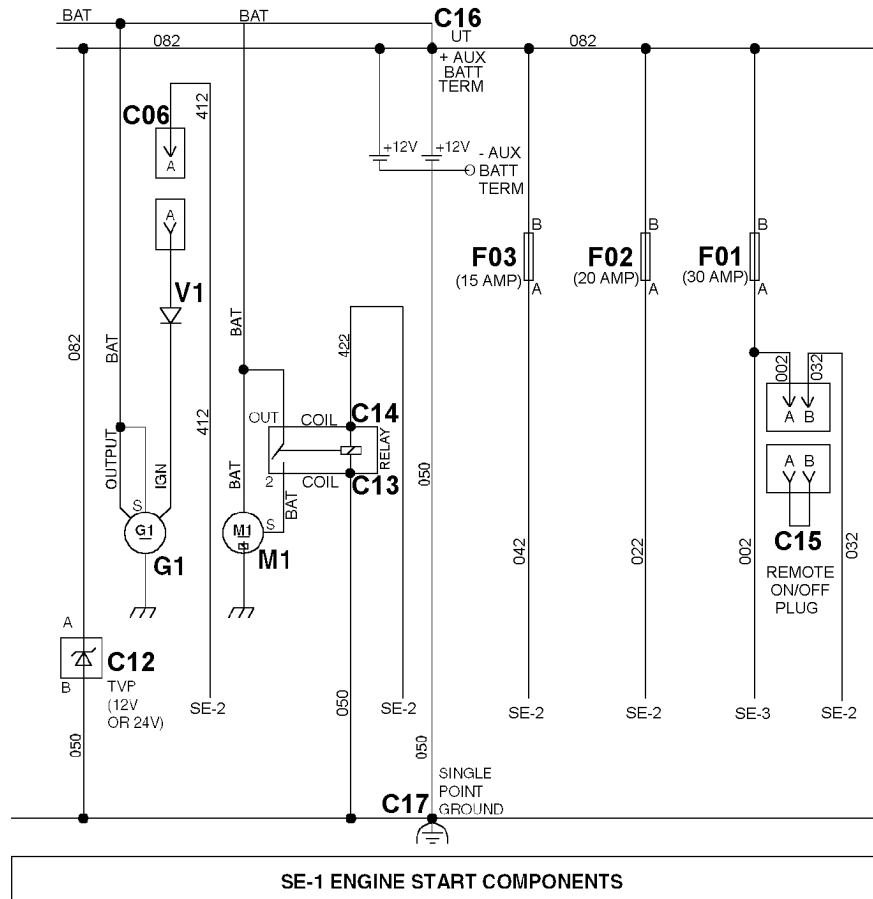 BAT
BAT
C16
UT
082
082
+ AUX
BATT
TERM
C06
412
A
+12V
+12V
- AUX
BATT
TERM
A
B
B
B
F03
(15 AMP)
F02
(20 AMP)
F01
(30 AMP)
A
A
A
V1
082
BAT
BAT
422
002
032
412
OUT
COIL
C14
RELAY
A B
OUTPUT
IGN
BAT
2
COIL
C13
BAT
050
A B
S
G1
G1
M1
S
M1
C15
REMOTE
ON/OFF
PLUG
042
022
002
032
A
C12
B
TVP
(12V
OR 24V)
050
SE-2
050
SE-2
050
SE-2
SE-2
SE-3
SE-2
SINGLE
POINT
GROUND
C17
SE-1 ENGINE START COMPONENTS